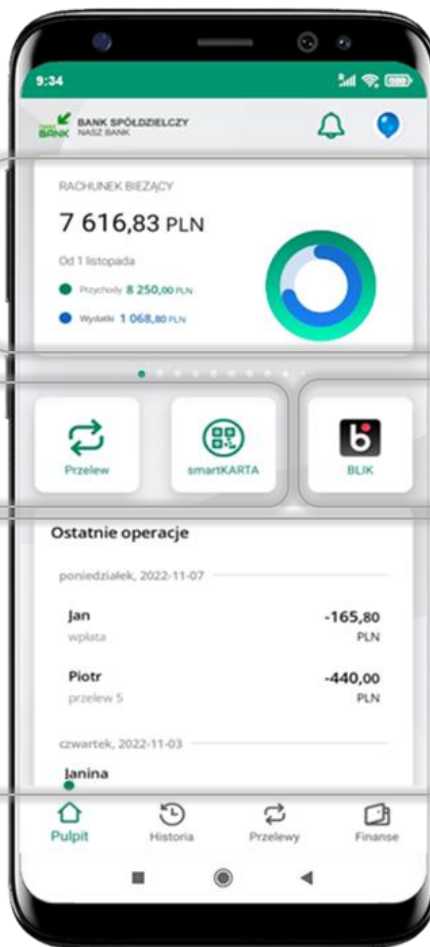 9:34
BANK SPÓŁDZIELCZY
BANK NASZ BANK
RACHUNEK BIEŻĄCY
7 616,83 PLN
Od 1 listopada
Przychody 8 250,00 PLN
Wydatki 1 068,80 PLN
Przelew smartKARTA BLIK
Ostatnie operacje
poniedziałek, 2022-11-07
Jan -165,80
wpłata PLN
Piotr -440,00
przelew 5 PLN
czwartek, 2022-11-03
Janina
Pulpit Historia Przelewy Finanse